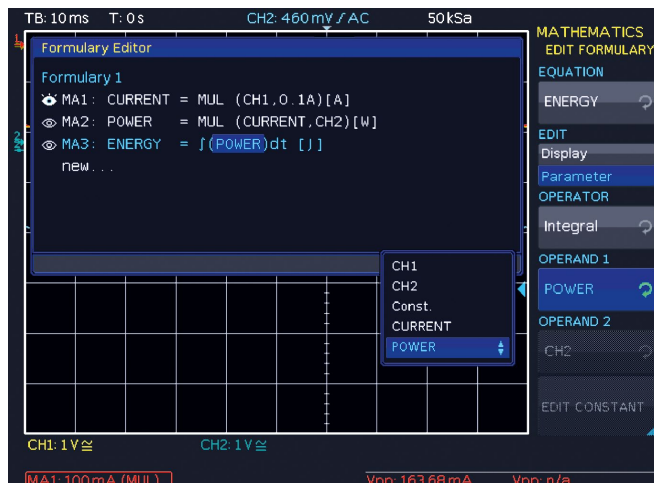 TB: 10 ms T: 0 s CH2: 460 mV / AC 50 kSa
MATHEMATICS
EDIT FORMULARY
Formulary Editor
Formulary 1
MA1: CURRENT = MUL (CH1,0.1A)[A]
MA2: POWER = MUL (CURRENT,CH2)[W]
MA3: ENERGY = ∫(POWER)dt [J]
new...
EQUATION
ENERGY
EDIT
Display
Parameter
OPERATOR
Integral
OPERAND 1
POWER
OPERAND 2
CH2
EDIT CONSTANT
CH1
CH2
Const.
CURRENT
POWER
2
CH1: 1 V ≅ CH2: 1 V ≅
MA1: 100 mA (MUL) Vpp: 163.68 mA Vpp: n/a